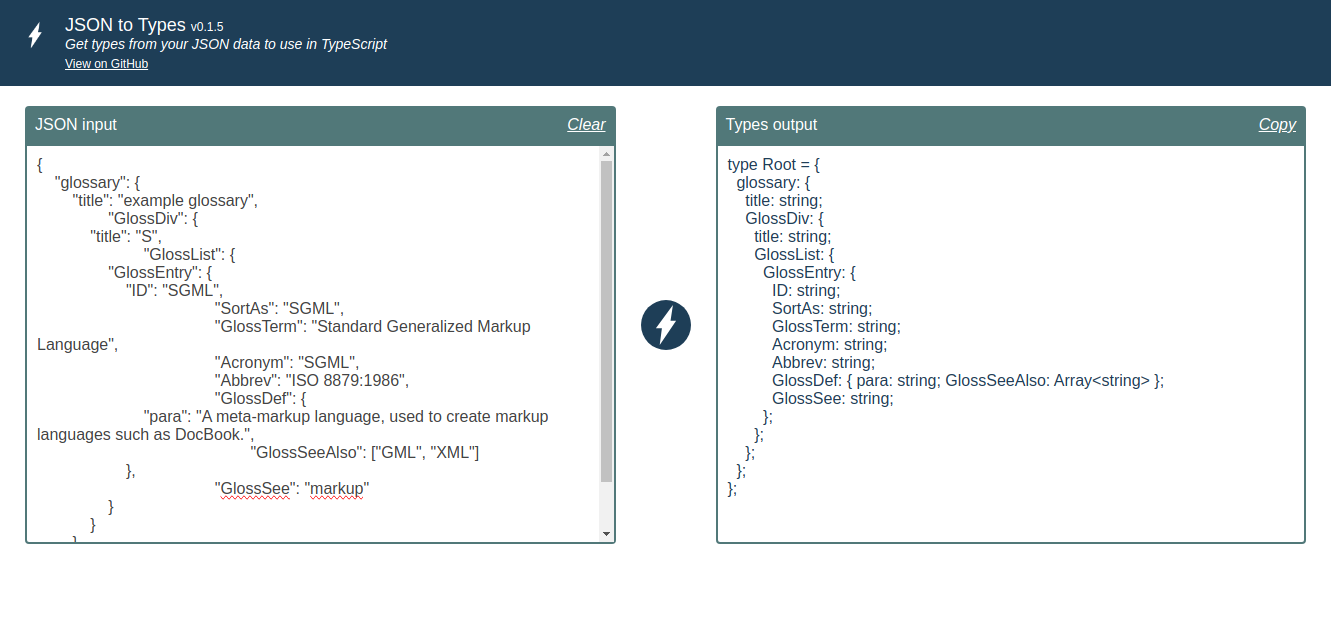 JSON to Types v0.1.5
Get types from your JSON data to use in TypeScript
View on GitHub
JSON input
Clear
{
"glossary": {
"title": "example glossary",
"GlossDiv": {
"title": "S",
"GlossList": {
"GlossEntry": {
"ID": "SGML",
"SortAs": "SGML",
"GlossTerm": "Standard Generalized Markup
Language",
"Acronym": "SGML",
"Abbrev": "ISO 8879:1986",
"GlossDef": {
"para": "A meta-markup language, used to create markup
languages such as DocBook.",
"GlossSeeAlso": ["GML", "XML"]
},
"GlossSee": "markup"
}
}
}
Types output
Copy
type Root = {
glossary: {
title: string;
GlossDiv: {
title: string;
GlossList: {
GlossEntry: {
ID: string;
SortAs: string;
GlossTerm: string;
Acronym: string;
Abbrev: string;
GlossDef: { para: string; GlossSeeAlso: Array<string> };
GlossSee: string;
};
};
};
};
};